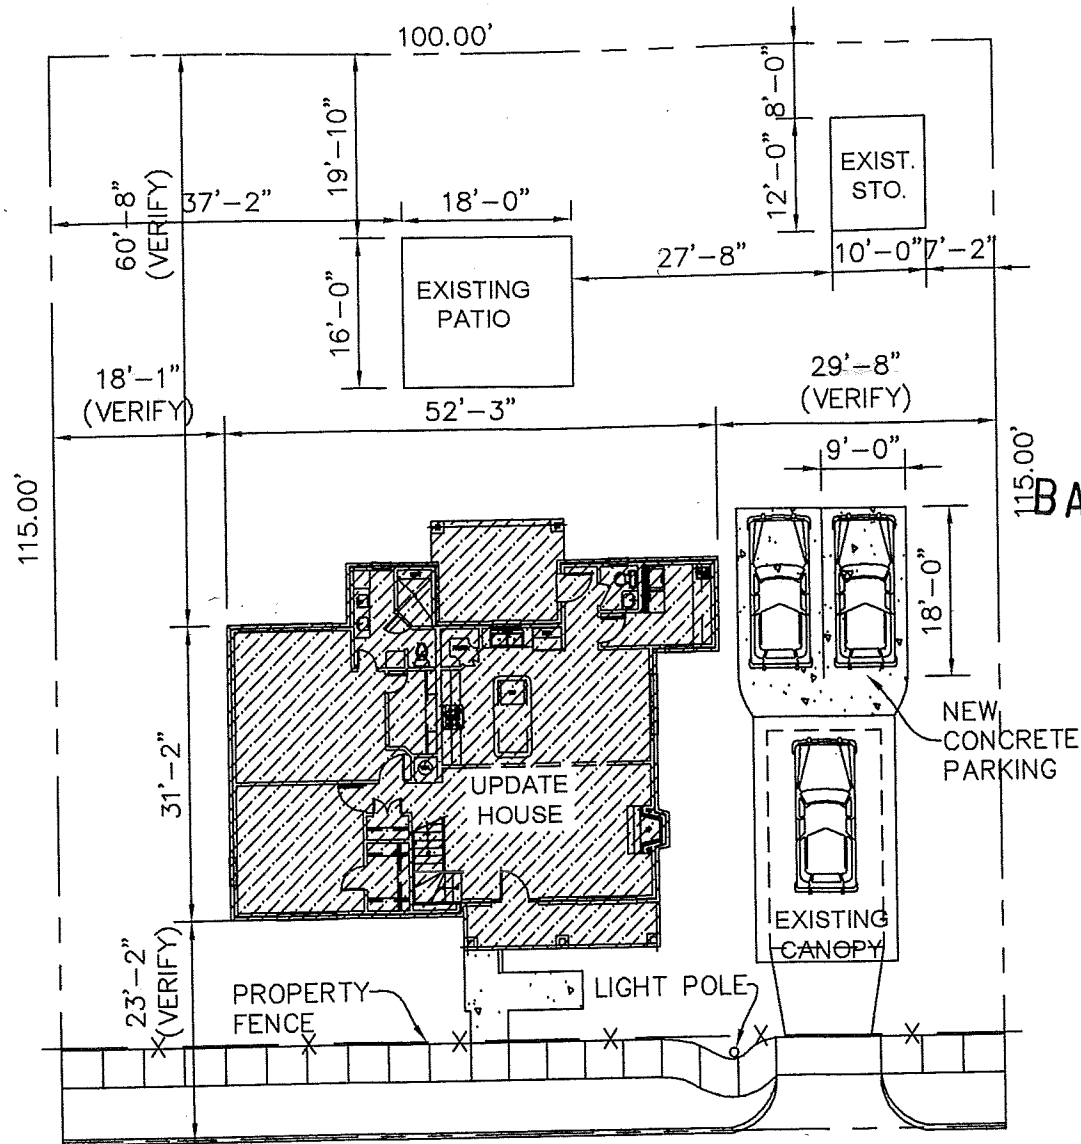 100.00'
8'-0"
19'-10"
12'-0"
EXIST.
STO.
60'-8"
(VERIFY)
37'-2"
18'-0"
27'-8"
10'-0"
7'-2"
EXISTING
PATIO
16'-0"
18'-1"
(VERIFY)
29'-8"
(VERIFY)
52'-3"
9'-0"
115.00'
115.00'
BA
18'-0"
NEW
CONCRETE
PARKING
31'-2"
UPDATE
HOUSE
EXISTING
CANOPY
23'-2"
(VERIFY)
PROPERTY
FENCE
LIGHT POLE